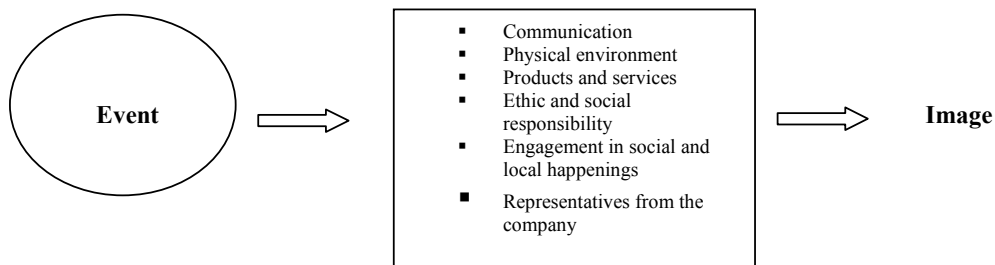 Event
▪ Communication
▪ Physical environment
▪ Products and services
▪ Ethic and social
responsibility
▪ Engagement in social and
local happenings
▪ Representatives from the
company
Image